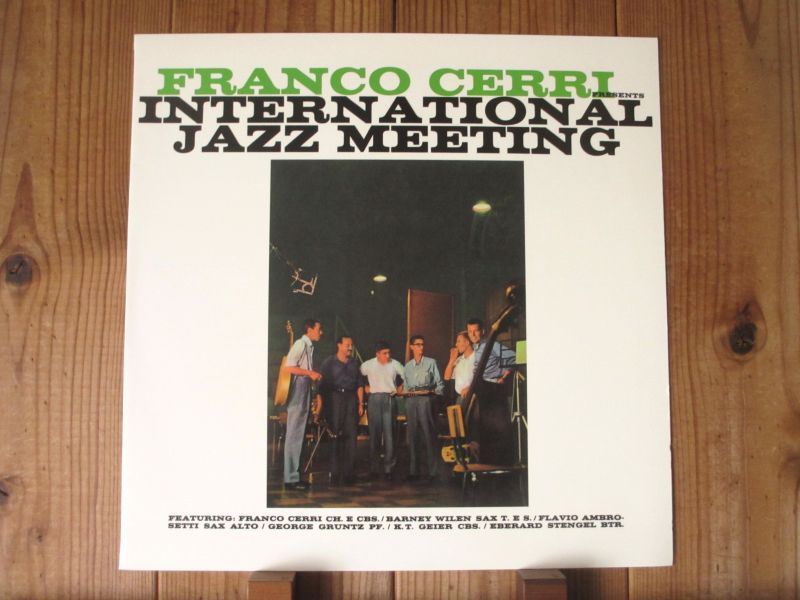 FRANCO CERRI PRESENTS
INTERNATIONAL
JAZZ MEETING
FEATURING: FRANCO CERRI CH. E CBS. / BARNEY WILEN SAX T. E S. / FLAVIO AMBRO-
SETTI SAX ALTO / GEORGE GRUNTZ PF. / K.T. GEIER CBS. / EBERARD STENGEL BTR.